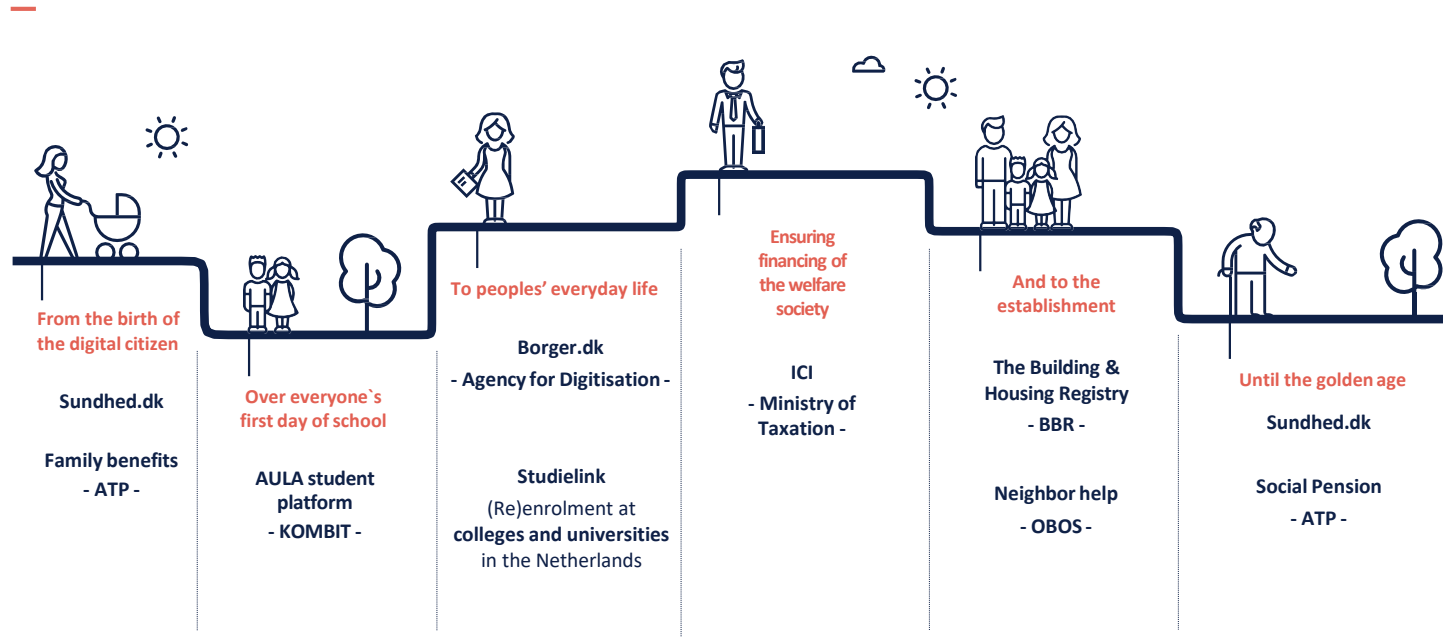 From the birth of
the digital citizen
Sundhed.dk
Family benefits
- ATP -
Over everyone`s
first day of school
AULA student
platform
- KOMBIT -
To peoples’ everyday life
Borger.dk
- Agency for Digitisation -
Studielink
(Re)enrolment at
colleges and universities
in the Netherlands
Ensuring
financing of
the welfare
society
ICI
- Ministry of
Taxation -
And to the
establishment
The Building &
Housing Registry
- BBR -
Neighbor help
- OBOS -
Until the golden age
Sundhed.dk
Social Pension
- ATP -